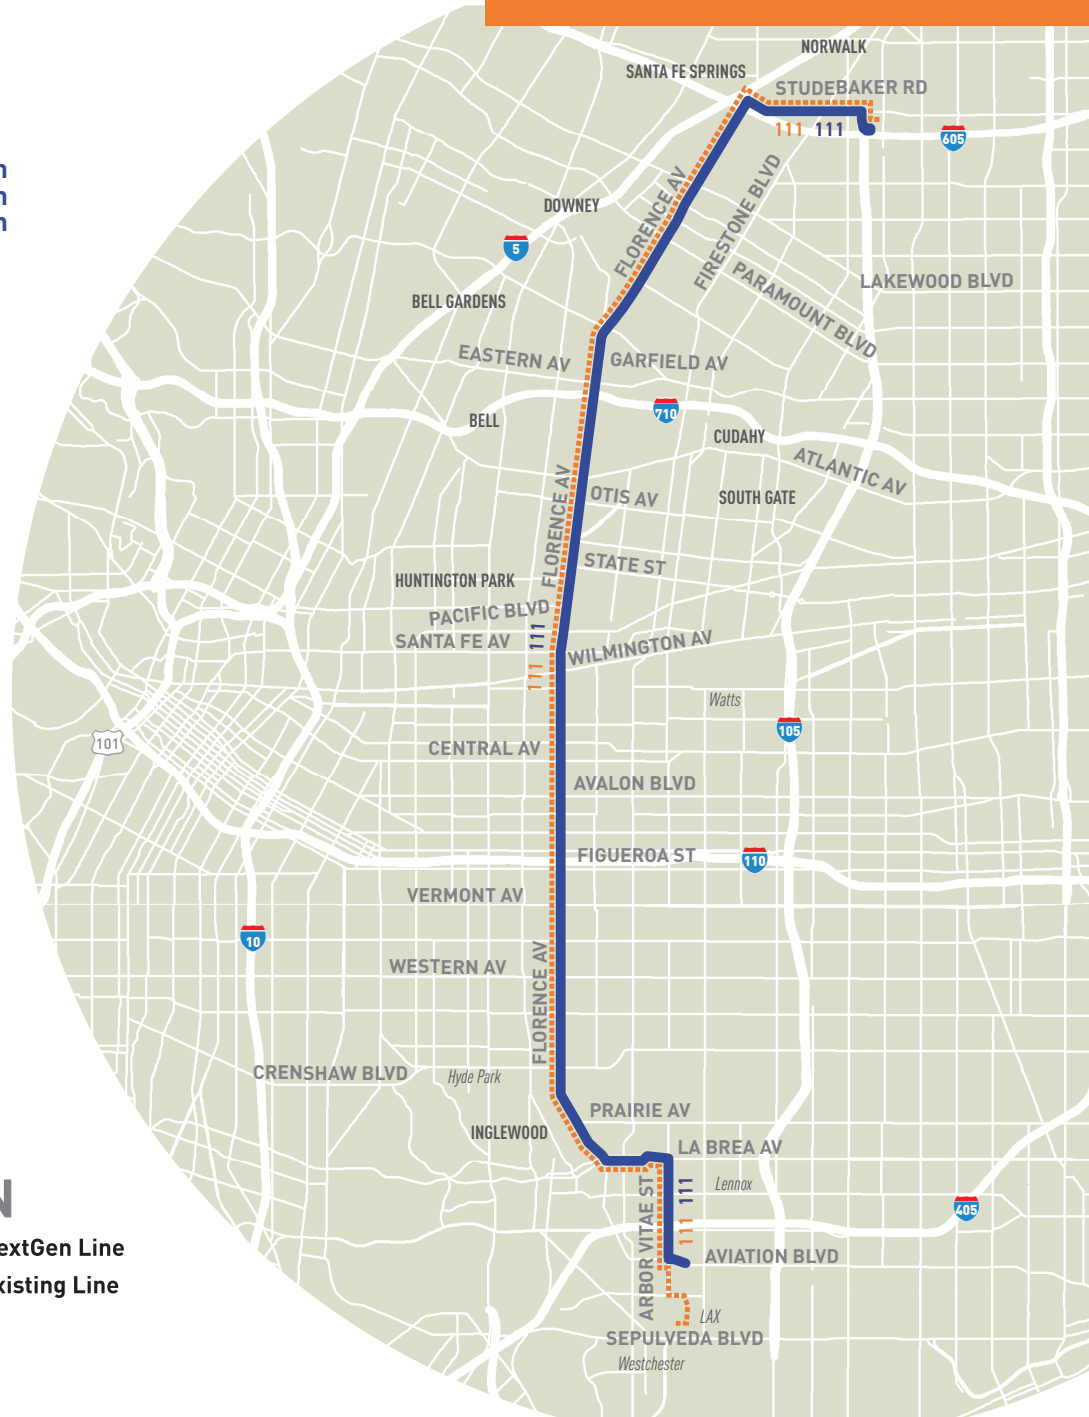 NORWALK
SANTA FE SPRINGS
STUDEBAKER RD
111 111
605
FLORENCE AV
FIRESTONE BLVD
DOWNEY
5
PARAMOUNT BLVD
LAKEWOOD BLVD
BELL GARDENS
EASTERN AV
GARFIELD AV
710
BELL
CUDAHY
ATLANTIC AV
FLORENCE AV
OTIS AV
SOUTH GATE
STATE ST
HUNTINGTON PARK
PACIFIC BLVD
SANTA FE AV
111 111
WILMINGTON AV
Watts
101
105
CENTRAL AV
AVALON BLVD
FIGUEROA ST
110
VERMONT AV
10
WESTERN AV
FLORENCE AV
CRENSHAW BLVD
Hyde Park
PRAIRIE AV
INGLEWOOD
LA BREA AV
Lennox
111 111
ARBOR VITAE ST
405
N
extGen Line
AVIATION BLVD
xisting Line
LAX
SEPULVEDA BLVD
Westchester